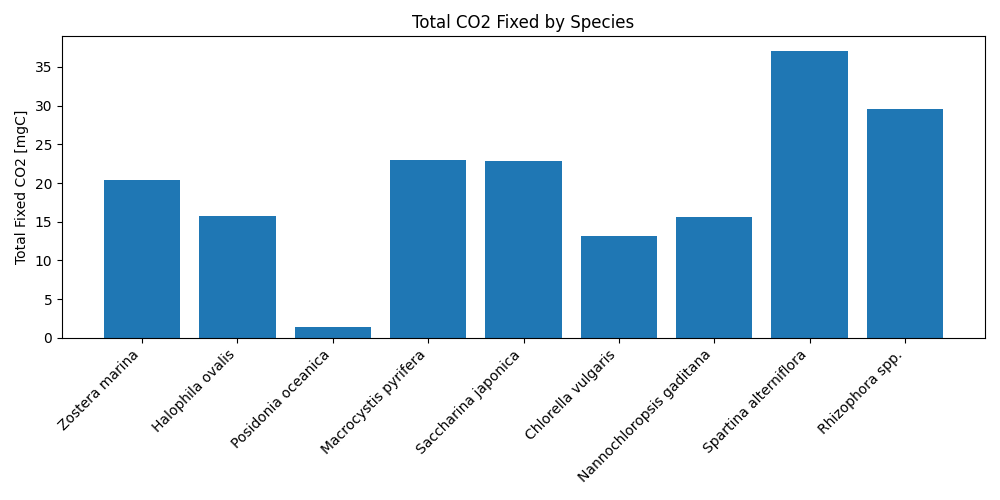 Total CO2 Fixed by Species
Total Fixed CO2 [mgC]
35
30
25
20
15
10
5
0
Zostera marina
Halophila ovalis
Posidonia oceanica
Macrocystis pyrifera
Saccharina japonica
Chlorella vulgaris
Nannochloropsis gaditana
Spartina alterniflora
Rhizophora spp.